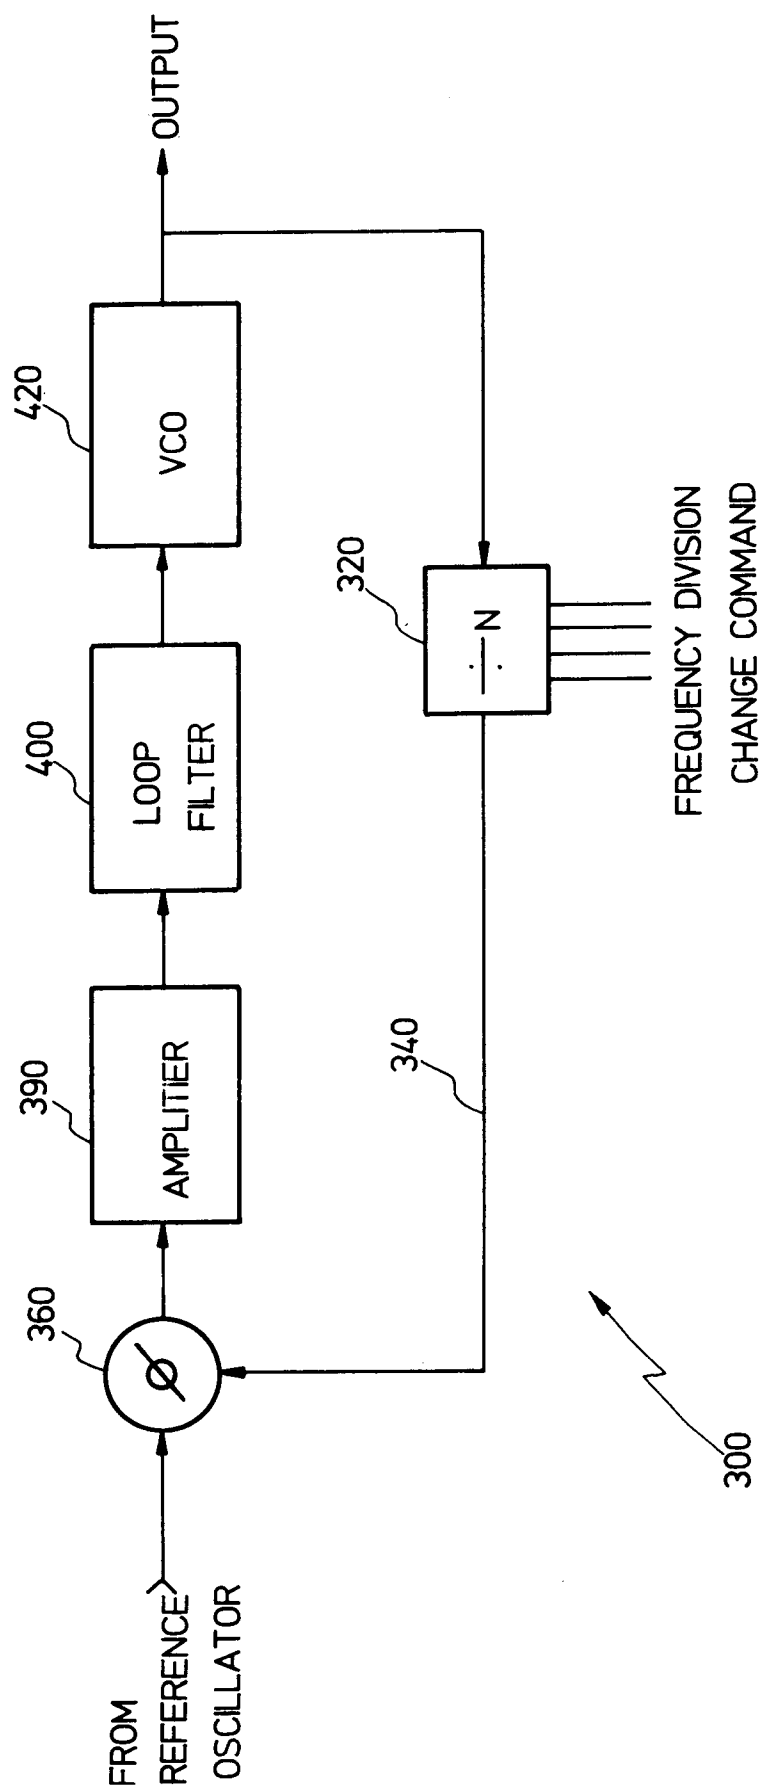 FROM
REFERENCE
OSCILLATOR
360
Φ
390
AMPLITIER
400
LOOP
FILTER
420
VCO
OUTPUT
340
320
÷N
FREQUENCY DIVISION
CHANGE COMMAND
300